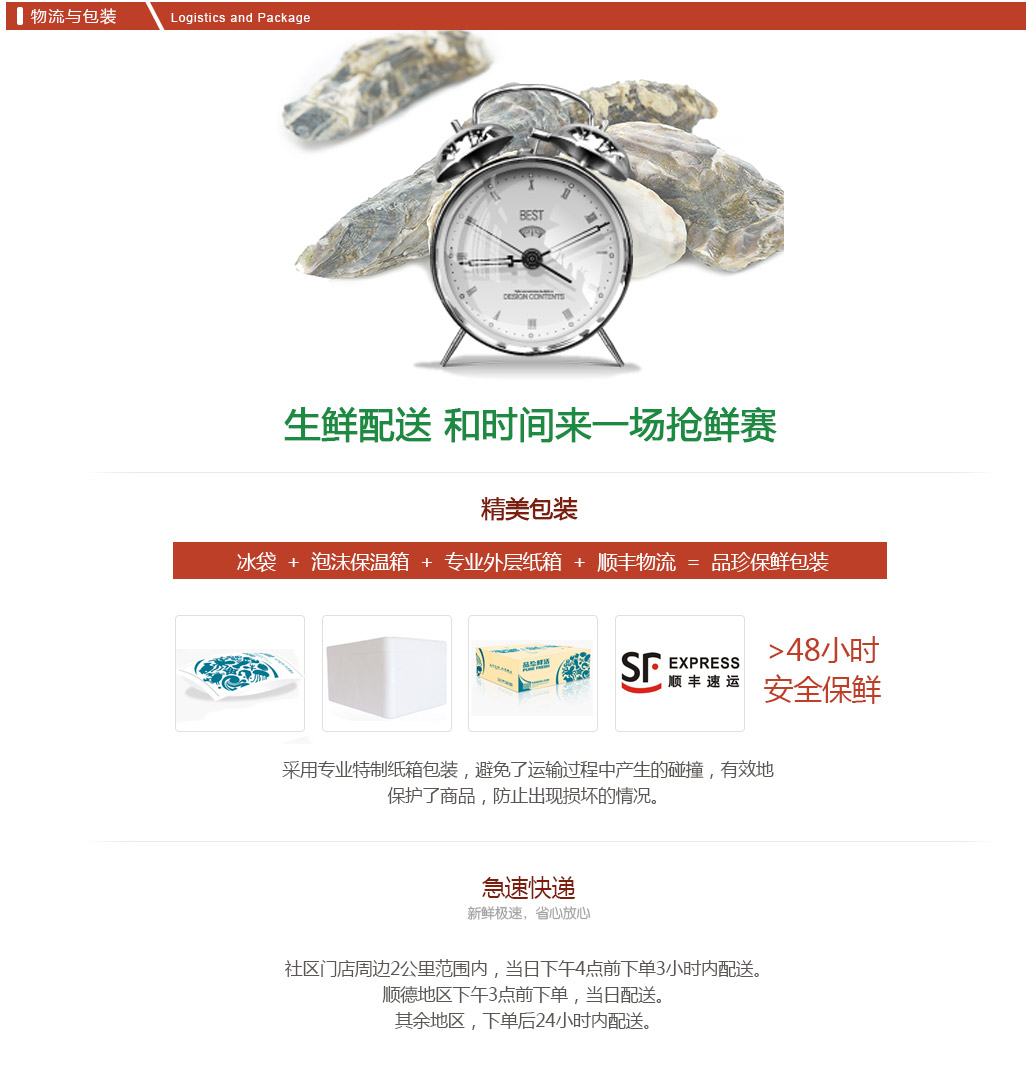 物流与包装
Logistics and Package
BEST
DESIGN CONTENTS
生鲜配送 和时间来一场抢鲜赛
精美包装
冰袋 + 泡沫保温箱 + 专业外层纸箱 + 顺丰物流 = 品珍保鲜包装
品珍鲜活
PURE FRESH
SF EXPRESS
顺丰速运
>48小时
安全保鲜
采用专业特制纸箱包装，避免了运输过程中产生的碰撞，有效地
保护了商品，防止出现损坏的情况。
急速快递
新鲜极速，省心放心
社区门店周边2公里范围内，当日下午4点前下单3小时内配送。
顺德地区下午3点前下单，当日配送。
其余地区，下单后24小时内配送。